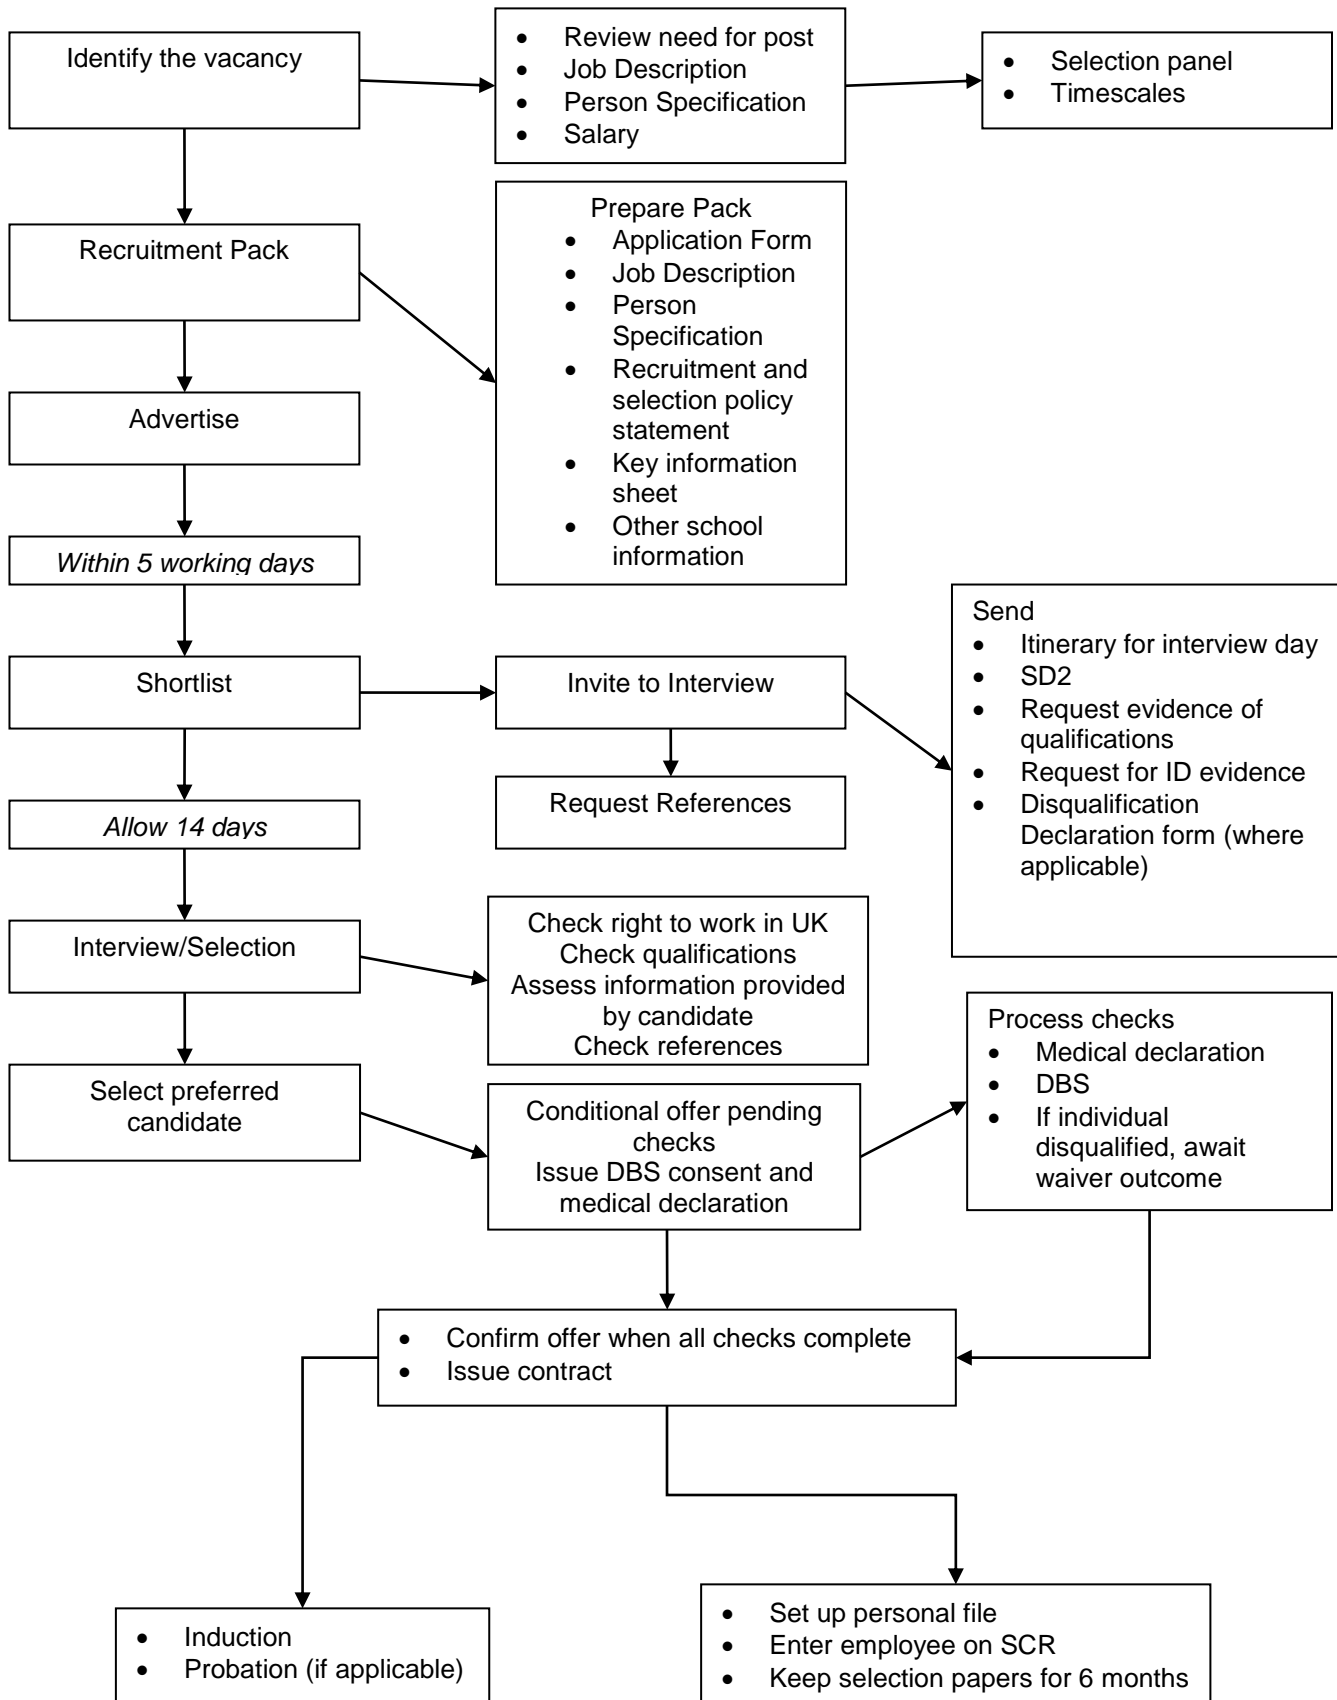 Identify the vacancy
• Review need for post
• Job Description
• Person Specification
• Salary
• Selection panel
• Timescales
Recruitment Pack
Prepare Pack
• Application Form
• Job Description
• Person
Specification
• Recruitment and
selection policy
statement
• Key information
sheet
• Other school
information
Advertise
Within 5 working days
Shortlist
Invite to Interview
Send
• Itinerary for interview day
• SD2
• Request evidence of
qualifications
• Request for ID evidence
• Disqualification
Declaration form (where
applicable)
Request References
Allow 14 days
Interview/Selection
Check right to work in UK
Check qualifications
Assess information provided
by candidate
Check references
Select preferred
candidate
Conditional offer pending
checks
Issue DBS consent and
medical declaration
Process checks
• Medical declaration
• DBS
• If individual
disqualified, await
waiver outcome
• Confirm offer when all checks complete
• Issue contract
• Induction
• Probation (if applicable)
• Set up personal file
• Enter employee on SCR
• Keep selection papers for 6 months